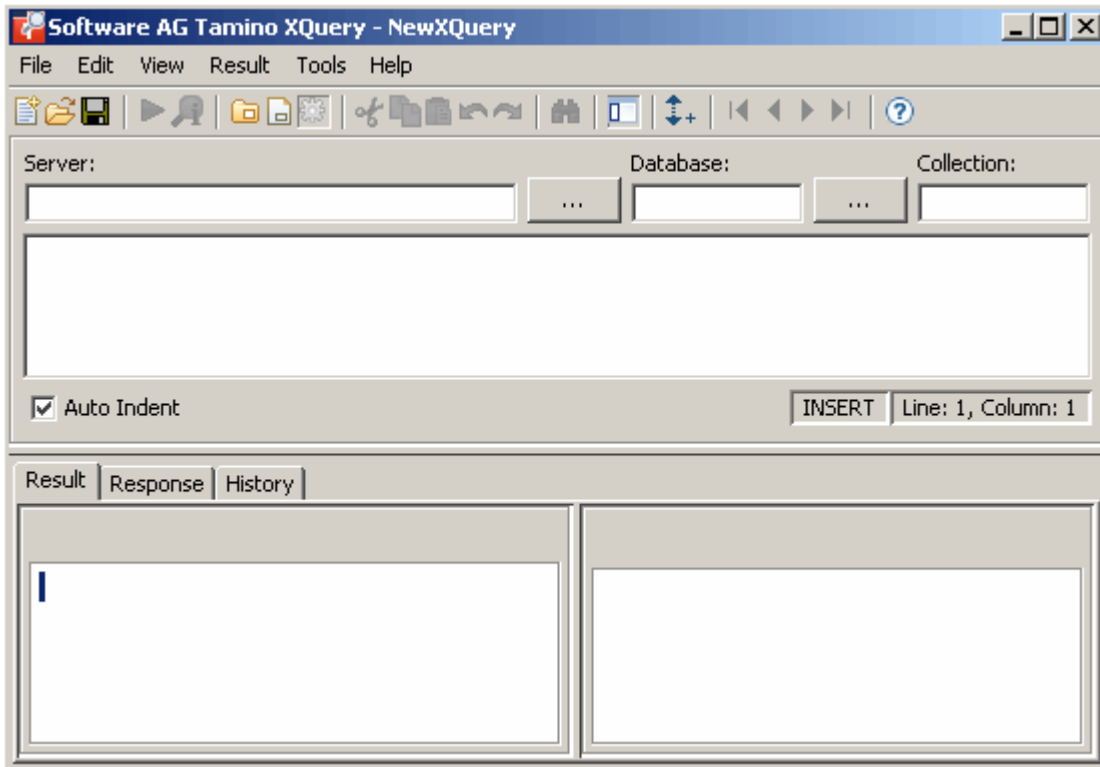 Software AG Tamino XQuery - NewXQuery
File Edit View Result Tools Help
Server: Database: Collection:
... ...
Auto Indent INSERT Line: 1, Column: 1
Result Response History